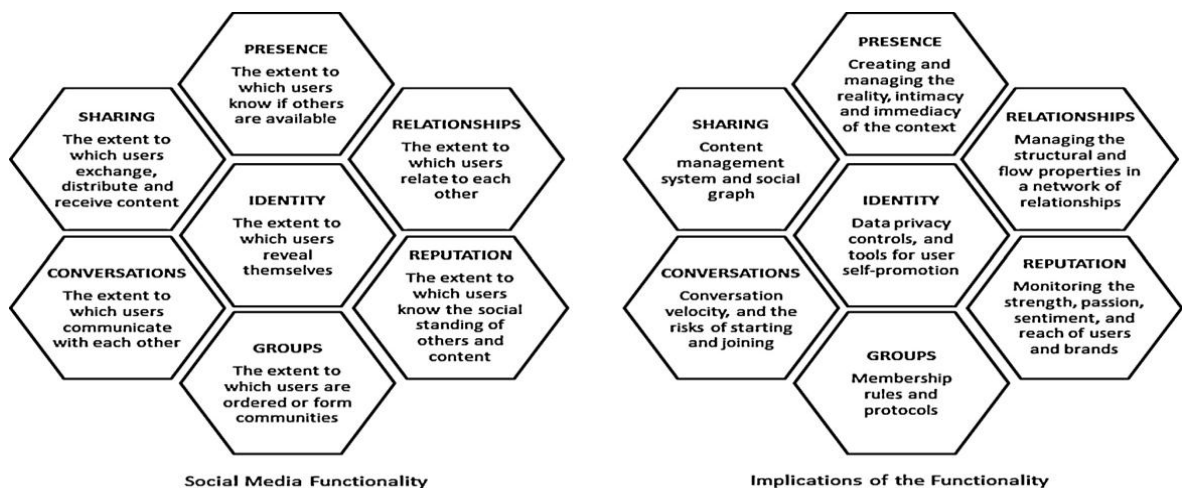 PRESENCE
The extent to
which users
know if others
are available
SHARING
The extent to
which users
exchange,
distribute and
receive content
RELATIONSHIPS
The extent to
which users
relate to each
other
IDENTITY
The extent to
which users
reveal
themselves
CONVERSATIONS
The extent to
which users
communicate
with each other
REPUTATION
The extent to
which users
know the social
standing of
others and
content
GROUPS
The extent to
which users are
ordered or form
communities
Social Media Functionality
PRESENCE
Creating and
managing the
reality, intimacy
and immediacy
of the context
SHARING
Content
management
system and social
graph
RELATIONSHIPS
Managing the
structural and
flow properties in
a network of
relationships
IDENTITY
Data privacy
controls, and
tools for user
self-promotion
CONVERSATIONS
Conversation
velocity, and the
risks of starting
and joining
REPUTATION
Monitoring the
strength, passion,
sentiment, and
reach of users
and brands
GROUPS
Membership
rules and
protocols
Implications of the Functionality